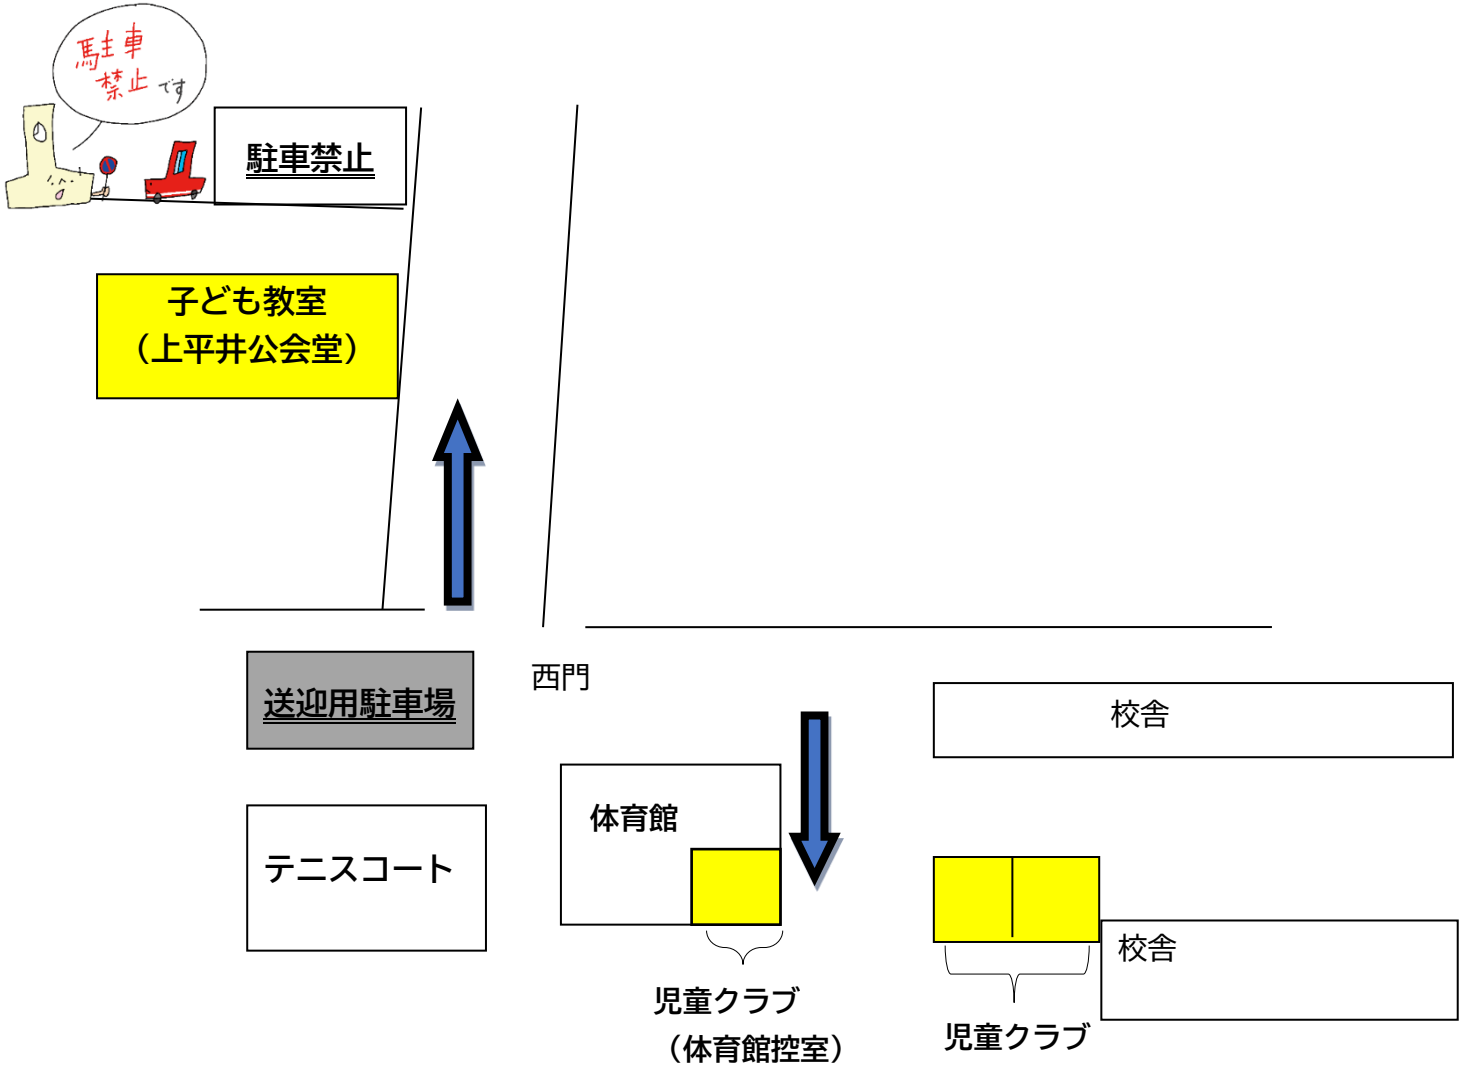 駐車
禁止です
駐車禁止
子ども教室
（上平井公会堂）
西門
送迎用駐車場
校舎
体育館
テニスコート
校舎
児童クラブ
（体育館控室）
児童クラブ